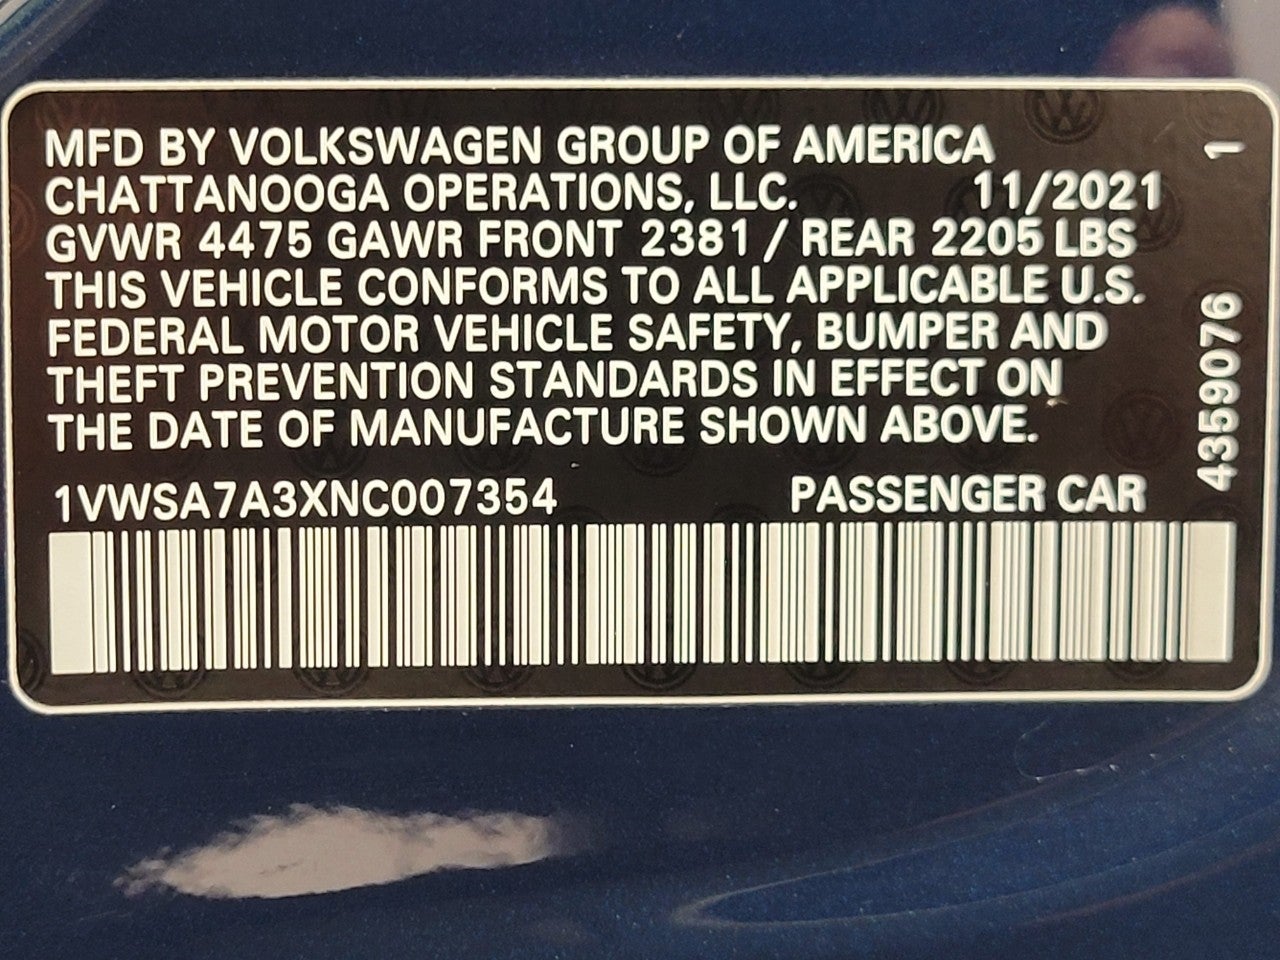 MFD BY VOLKSWAGEN GROUP OF AMERICA
CHATTANOOGA OPERATIONS, LLC. 11/2021
GVWR 4475 GAWR FRONT 2381 / REAR 2205 LBS
THIS VEHICLE CONFORMS TO ALL APPLICABLE U.S.
FEDERAL MOTOR VEHICLE SAFETY, BUMPER AND
THEFT PREVENTION STANDARDS IN EFFECT ON
THE DATE OF MANUFACTURE SHOWN ABOVE.
1VWSA7A3XNC007354 PASSENGER CAR
4359076 1